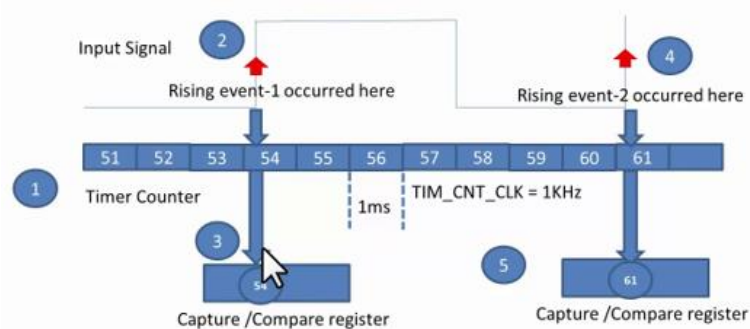 Input Signal
2
4
Rising event-1 occurred here
Rising event-2 occurred here
51 52 53 54 55 56 57 58 59 60 61
1
Timer Counter
1ms
TIM_CNT_CLK = 1KHz
3
5
54
61
Capture /Compare register
Capture /Compare register